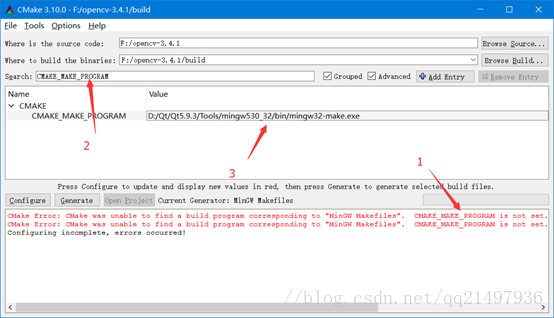 CMake 3.10.0 - F:/opencv-3.4.1/build
File Tools Options Help
Where is the source code: F:/opencv-3.4.1 Browse Source...
Where to build the binaries: F:/opencv-3.4.1/build Browse Build...
Search: CMAKE_MAKE_PROGRAM Grouped Advanced Add Entry Remove Entry
Name Value
CMAKE
CMAKE_MAKE_PROGRAM D:/Qt/Qt5.9.3/Tools/mingw530_32/bin/mingw32-make.exe
2
3
1
Press Configure to update and display new values in red, then press Generate to generate selected build files.
Configure Generate Open Project Current Generator: MinGW Makefiles
CMake Error: CMake was unable to find a build program corresponding to "MinGW Makefiles". CMAKE_MAKE_PROGRAM is not set.
CMake Error: CMake was unable to find a build program corresponding to "MinGW Makefiles". CMAKE_MAKE_PROGRAM is not set.
Configuring incomplete, errors occurred!
https://blog.csdn.net/qq21497936